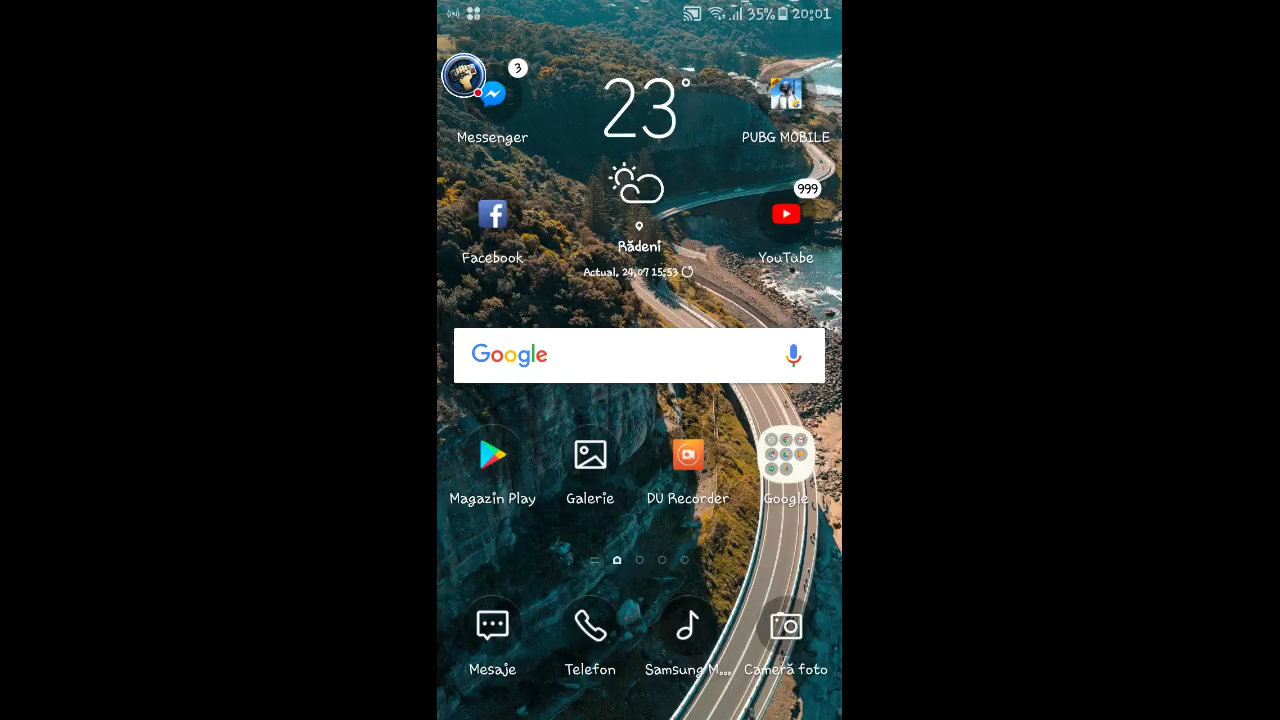 35% 20:01
3
Messenger
23°
PUBG MOBILE
Facebook
Rădeni
Actual. 24.07 15:53
999
YouTube
Google
Magazin Play
Galerie
DU Recorder
Google
Mesaje
Telefon
Samsung M...
Cameră foto